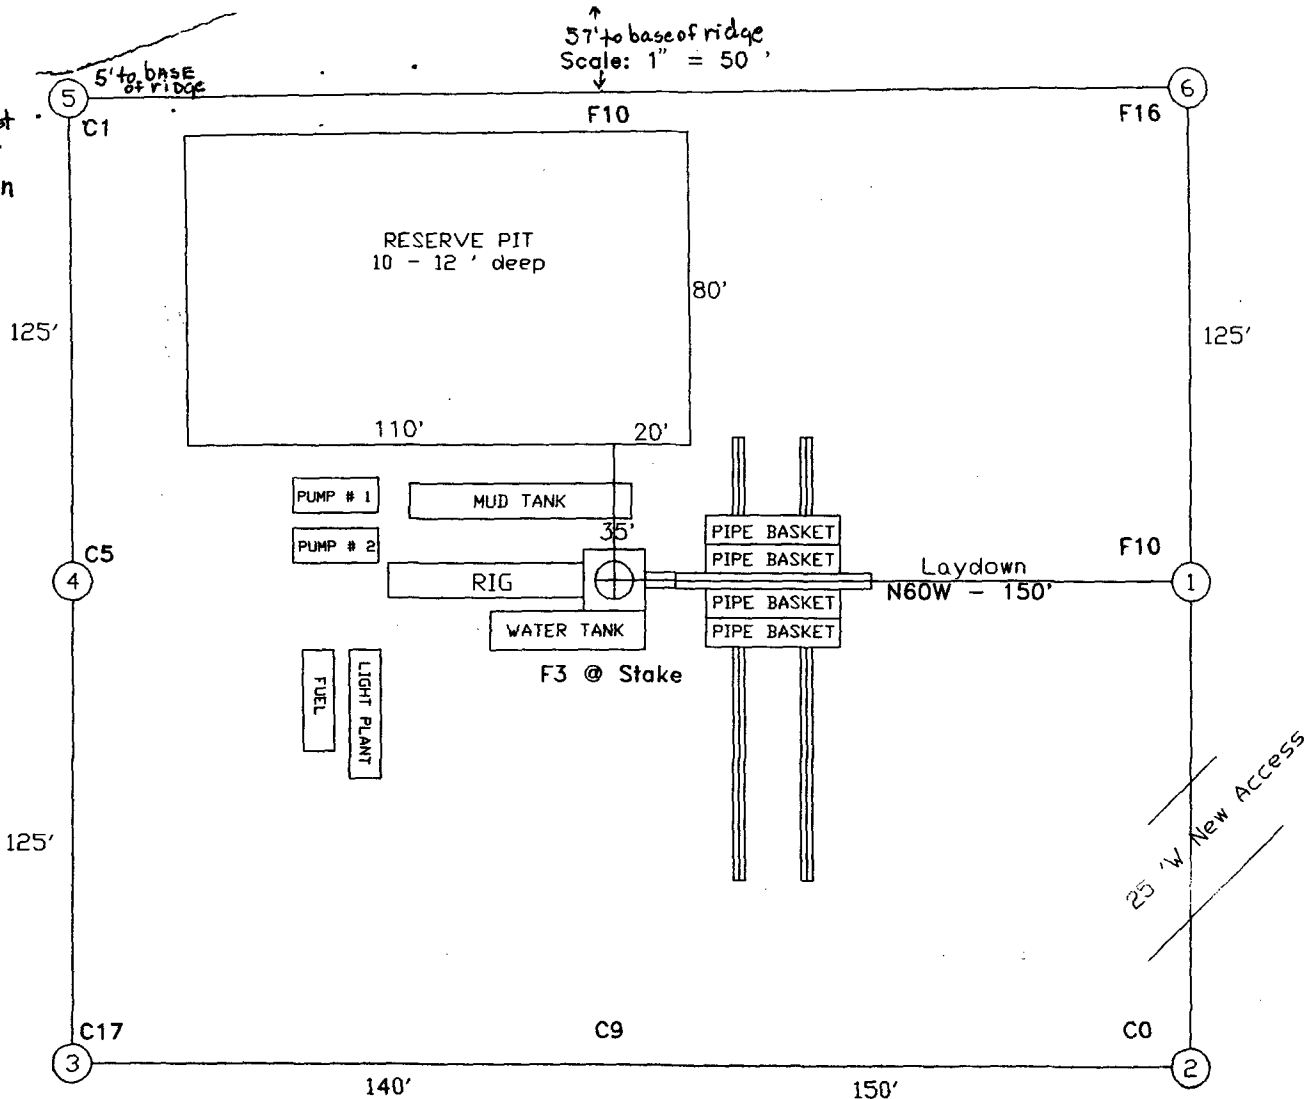 57' to base of ridge
Scale: 1" = 50 '
5' to BASE
of ridge
5
6
C1
F10
F16
RESERVE PIT
10 - 12 ' deep
80'
125'
125'
110'
20'
PUMP # 1
MUD TANK
PUMP # 2
35'
PIPE BASKET
PIPE BASKET
C5
4
RIG
Laydown
N60W - 150'
F10
1
PIPE BASKET
PIPE BASKET
WATER TANK
F3 @ Stake
FUEL
LIGHT PLANT
125'
25 'W New Access
C17
C9
C0
3
2
140'
150'